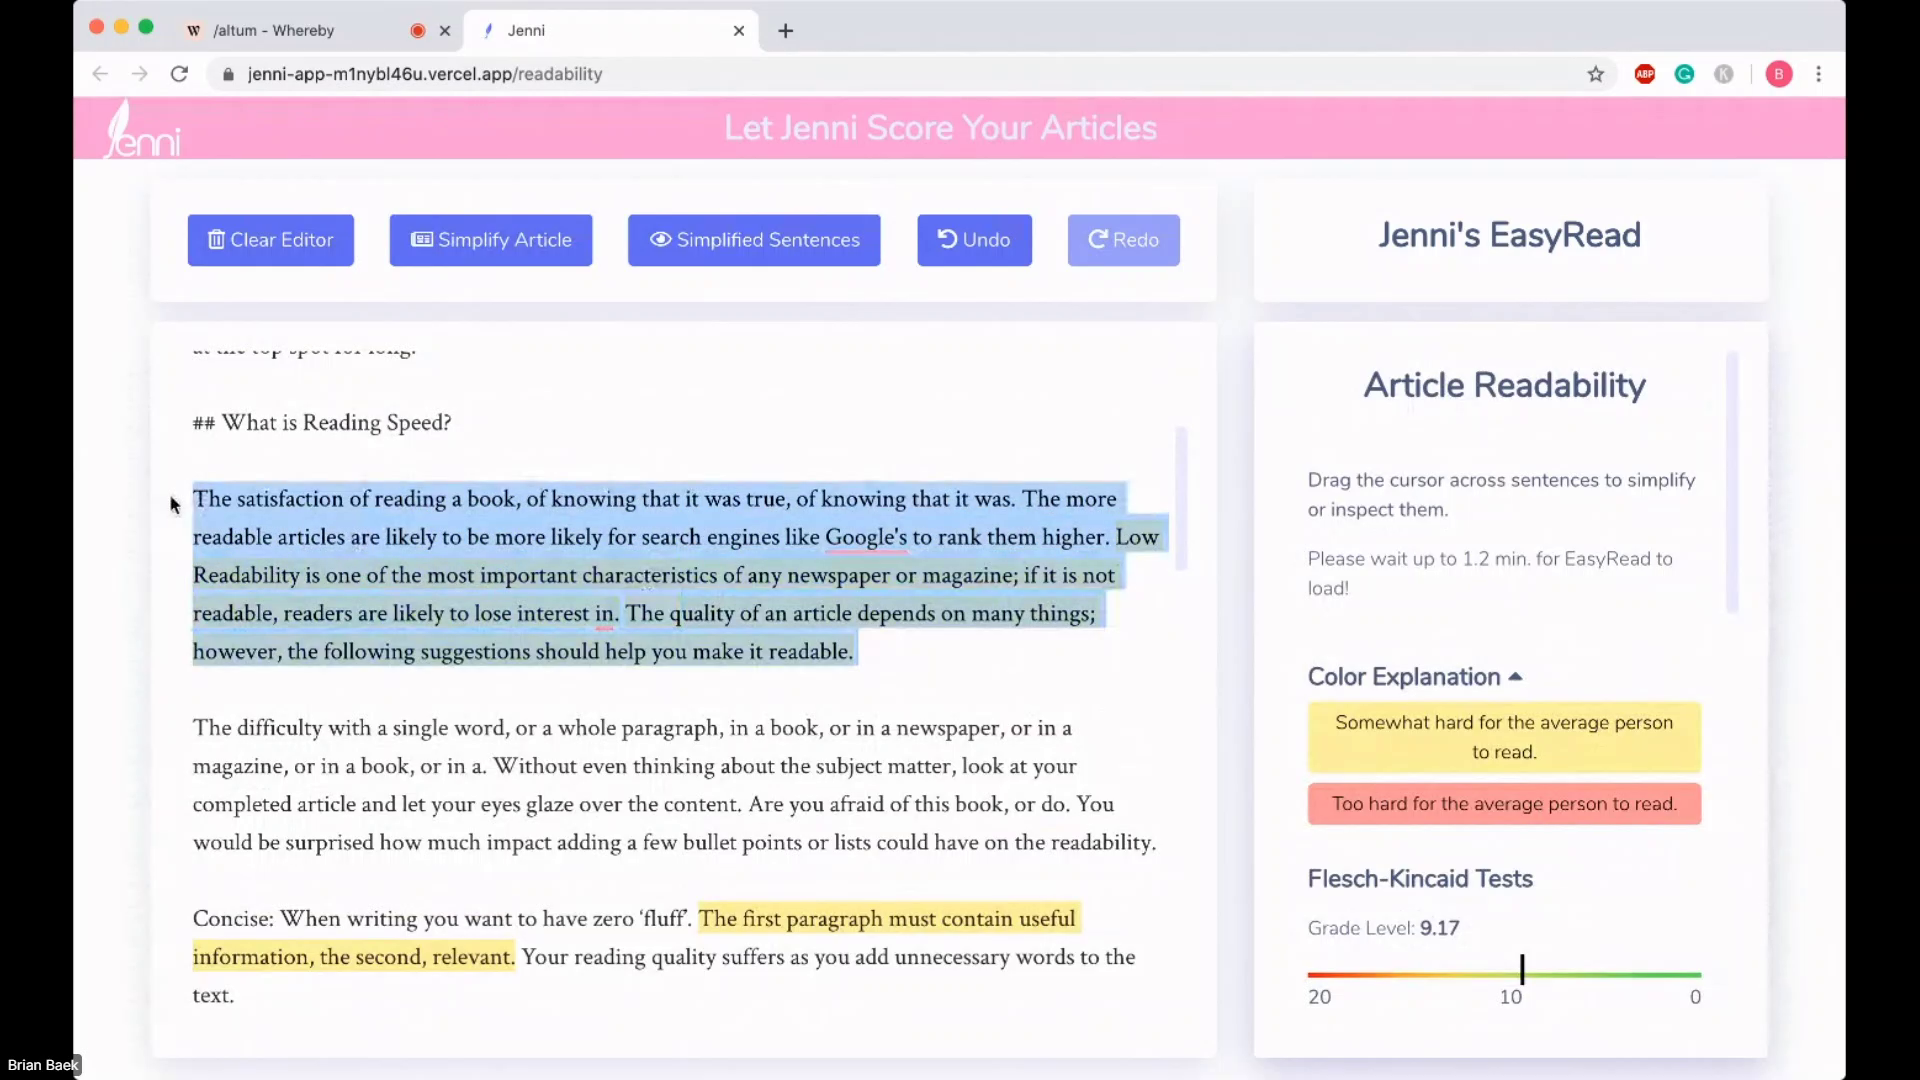 /altum - Whereby
Jenni
jenni-app-m1nybl46u.vercel.app/readability
ABP
K
B
Jenni
Let Jenni Score Your Articles
Clear Editor
Simplify Article
Simplified Sentences
Undo
Redo
Jenni's EasyRead
at the top spot for long.
## What is Reading Speed?
The satisfaction of reading a book, of knowing that it was true, of knowing that it was. The more
readable articles are likely to be more likely for search engines like Google's to rank them higher. Low
Readability is one of the most important characteristics of any newspaper or magazine; if it is not
readable, readers are likely to lose interest in. The quality of an article depends on many things;
however, the following suggestions should help you make it readable.
The difficulty with a single word, or a whole paragraph, in a book, or in a newspaper, or in a
magazine, or in a book, or in a. Without even thinking about the subject matter, look at your
completed article and let your eyes glaze over the content. Are you afraid of this book, or do. You
would be surprised how much impact adding a few bullet points or lists could have on the readability.
Concise: When writing you want to have zero ‘fluff’. The first paragraph must contain useful
information, the second, relevant. Your reading quality suffers as you add unnecessary words to the
text.
Article Readability
Drag the cursor across sentences to simplify
or inspect them.
Please wait up to 1.2 min. for EasyRead to
load!
Color Explanation
Somewhat hard for the average person
to read.
Too hard for the average person to read.
Flesch-Kincaid Tests
Grade Level: 9.17
20 10 0
Brian Baek